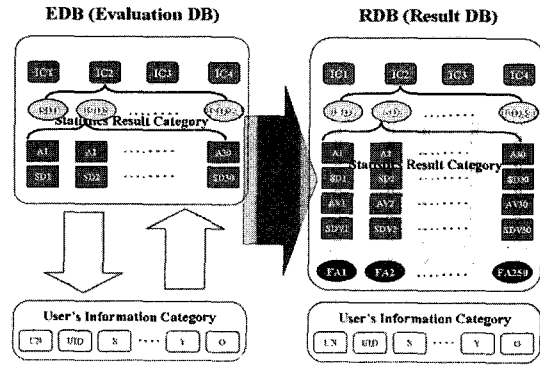 EDB (Evaluation DB)
IC1 IC2 IC3 IC4
Statistics Result Category
A1 A30
SD1 SD2 ........ SD30
User's Information Category
UN UID S .... Y O
RDB (Result DB)
IC1 IC2 IC3 IC4
Statistics Result Category
A1 A30
SD1 SD2 SD30
AV1 AV2 ........ AV30
SDV1 SDV2 ........ SDV30
FA1 FA2 ........ FA250
User's Information Category
UN UID S .... Y O